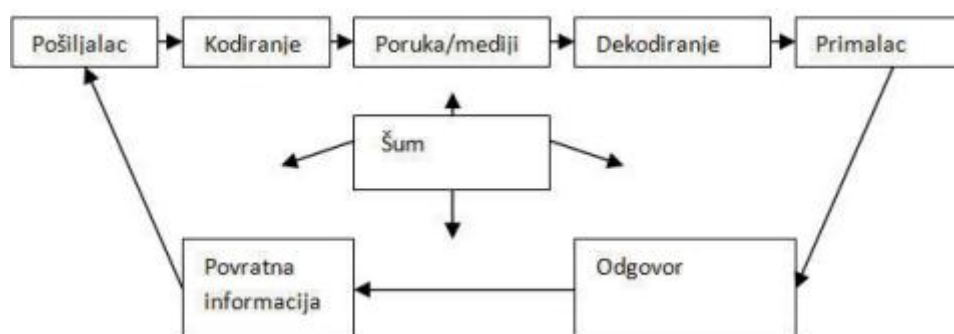 Pošiljalac
Kodiranje
Poruka/mediji
Dekodiranje
Primalac
Šum
Povratna
informacija
Odgovor